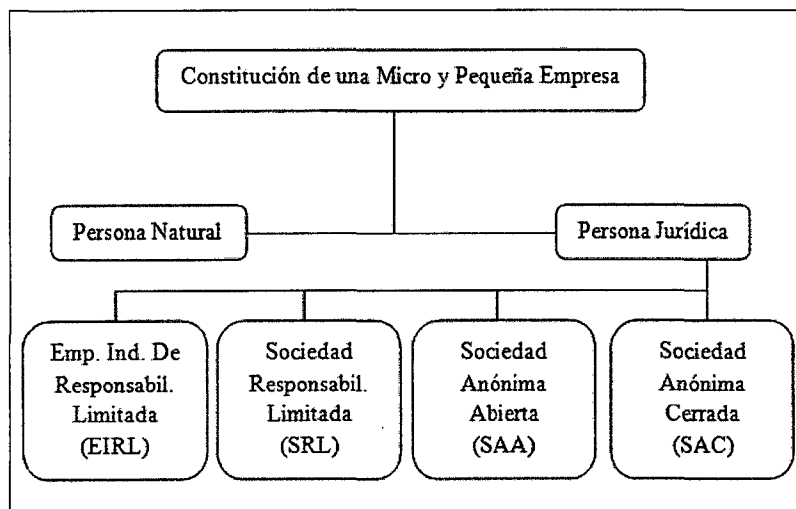 Constitución de una Micro y Pequeña Empresa
Persona Natural
Persona Jurídica
Emp. Ind. De
Responsabil.
Limitada
(EIRL)
Sociedad
Responsabil.
Limitada
(SRL)
Sociedad
Anónima
Abierta
(SAA)
Sociedad
Anónima
Cerrada
(SAC)